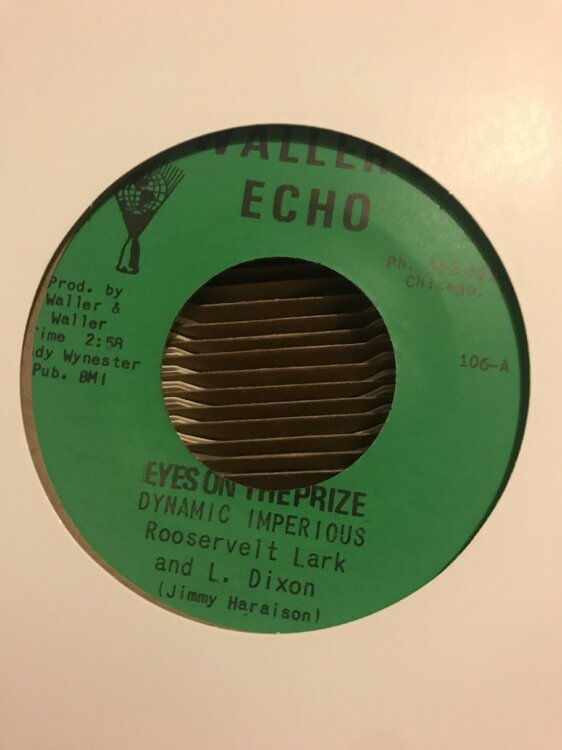 WALLER
ECHO
Ph.
Chicago,
Prod. by
Waller &
Waller
ime 2:58
dy Wynester
Pub. BMI
106-A
EYES ON THE PRIZE
DYNAMIC IMPERIOUS
Rooservelt Lark
and L. Dixon
(Jimmy Haraison)